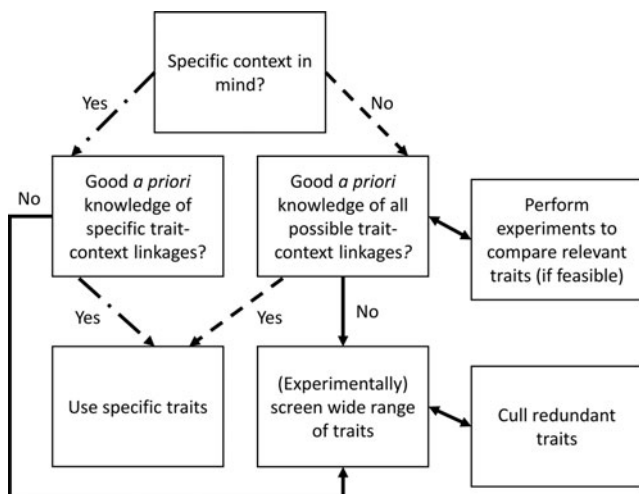 Specific context in
mind?
Yes
No
No
Good a priori
knowledge of
specific trait-
context linkages?
Good a priori
knowledge of all
possible trait-
context linkages?
Perform
experiments to
compare relevant
traits (if feasible)
Yes
Yes
No
Use specific traits
(Experimentally)
screen wide range
of traits
Cull redundant
traits